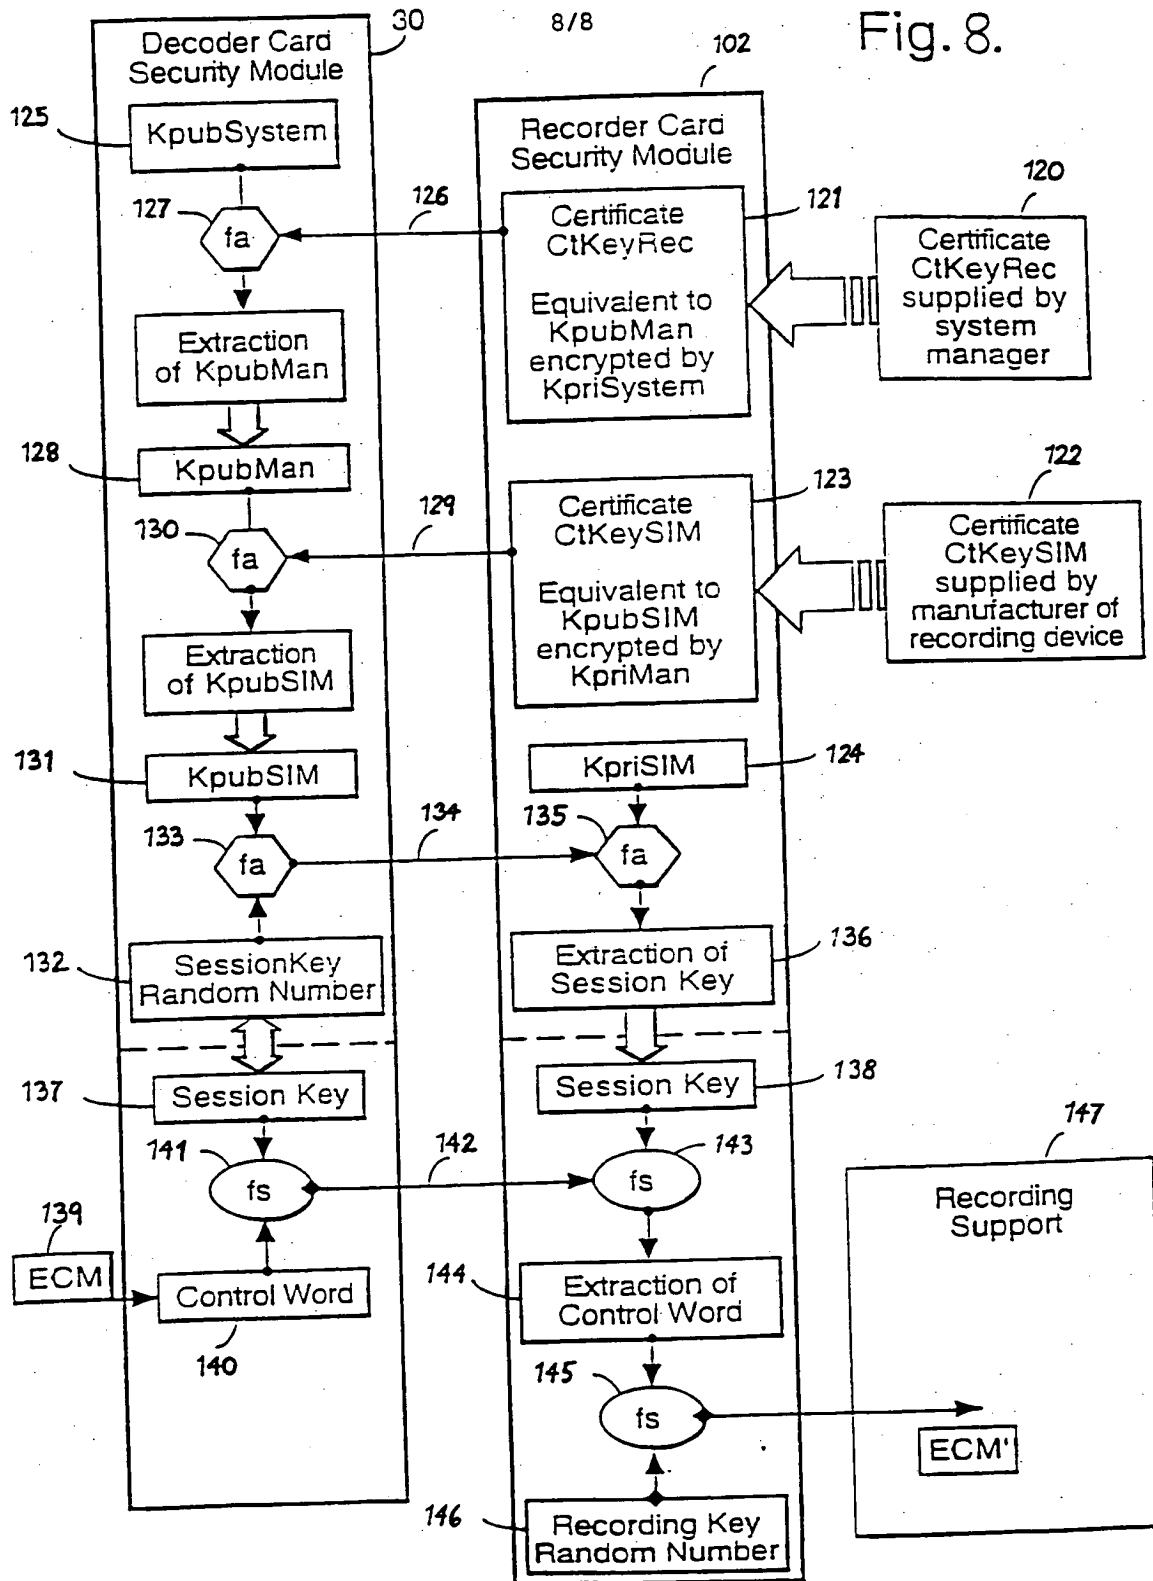 30
8/8
Fig. 8.
Decoder Card
Security Module
125
KpubSystem
127
fa
126
Extraction
of KpubMan
128
KpubMan
130
fa
129
Extraction
of KpubSIM
131
KpubSIM
133
fa
134
132
SessionKey
Random Number
137
Session Key
141
fs
142
139
ECM
Control Word
140
102
Recorder Card
Security Module
121
Certificate
CtKeyRec
Equivalent to
KpubMan
encrypted by
KpriSystem
123
Certificate
CtKeySIM
Equivalent to
KpubSIM
encrypted by
KpriMan
124
KpriSIM
135
fa
136
Extraction of
Session Key
138
Session Key
143
fs
144
Extraction of
Control Word
145
fs
146
Recording Key
Random Number
120
Certificate
CtKeyRec
supplied by
system
manager
122
Certificate
CtKeySIM
supplied by
manufacturer of
recording device
147
Recording
Support
ECM'